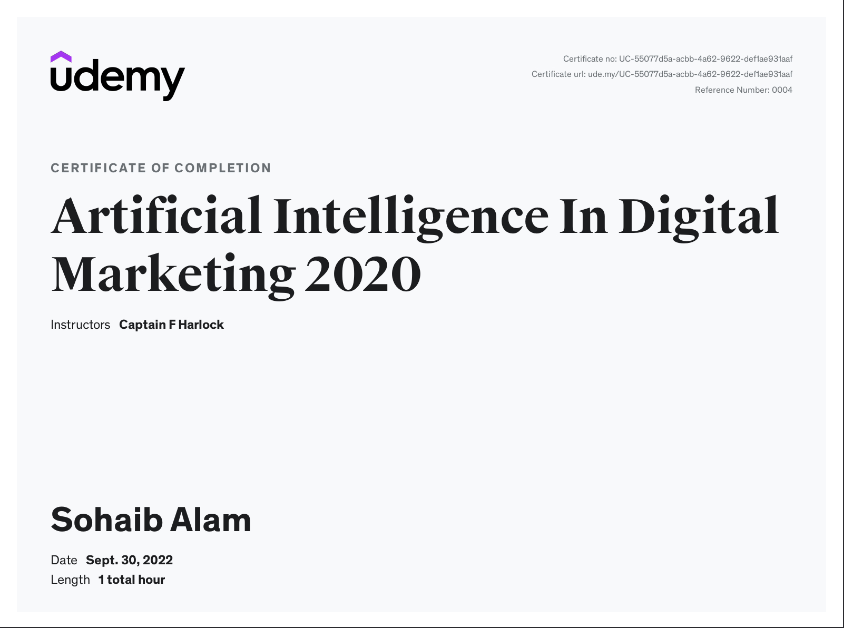 udemy
Certificate no: UC-55077d5a-acbb-4a62-9622-def1ae931aaf
Certificate url: ude.my/UC-55077d5a-acbb-4a62-9622-def1ae931aaf
Reference Number: 0004
CERTIFICATE OF COMPLETION
Artificial Intelligence In Digital
Marketing 2020
Instructors Captain F Harlock
Sohaib Alam
Date Sept. 30, 2022
Length 1 total hour